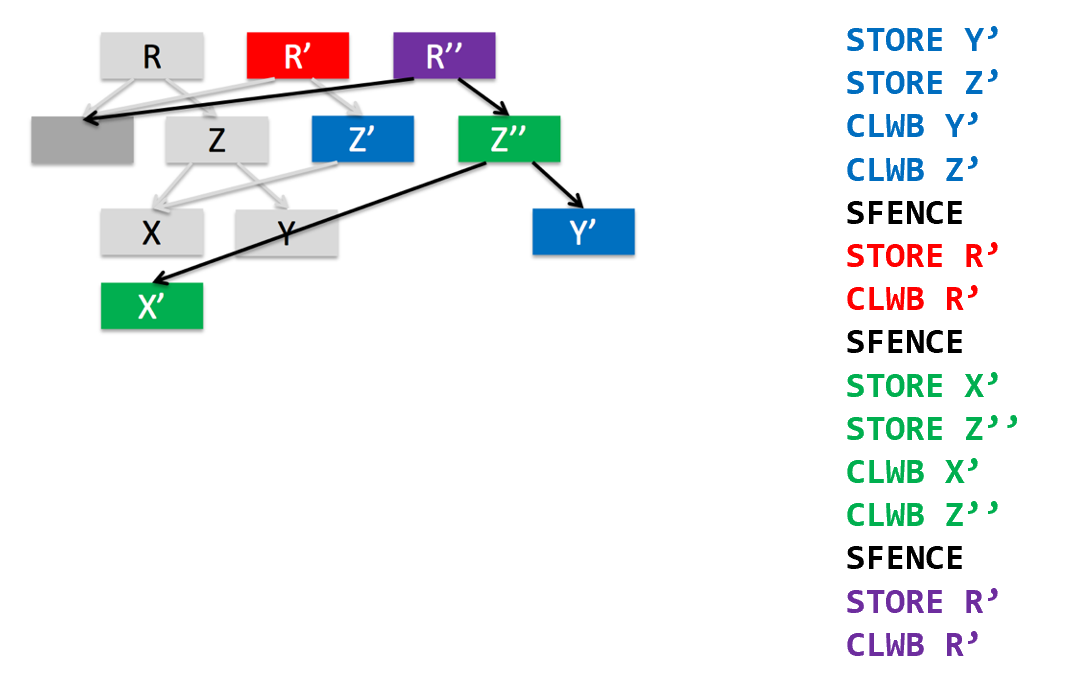 R R’ R’’
Z Z’ Z’’
X Y Y’
X’
STORE Y’
STORE Z’
CLWB Y’
CLWB Z’
SFENCE
STORE R’
CLWB R’
SFENCE
STORE X’
STORE Z’’
CLWB X’
CLWB Z’’
SFENCE
STORE R’
CLWB R’